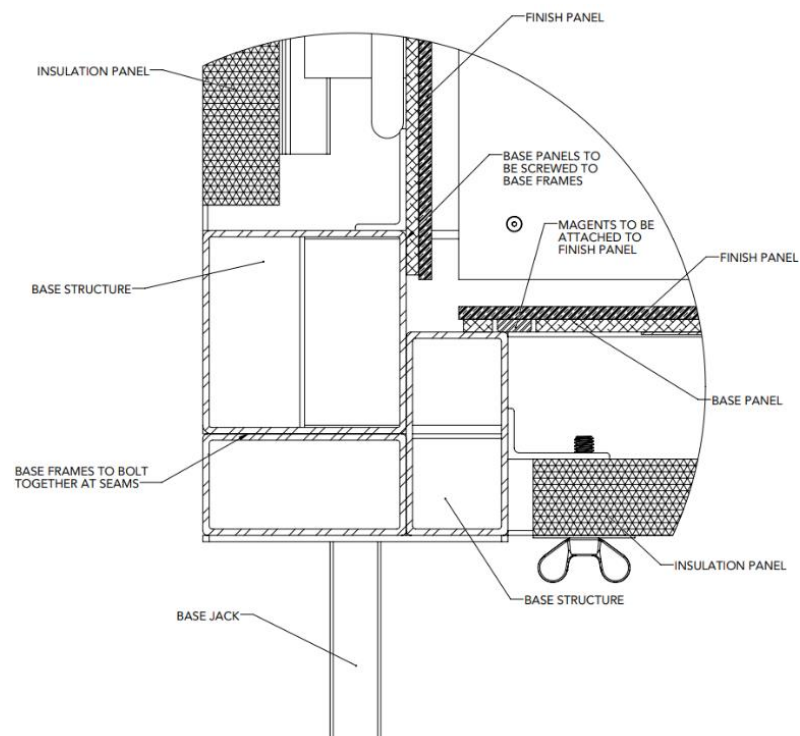 FINISH PANEL
INSULATION PANEL
BASE PANELS TO
BE SCREWED TO
BASE FRAMES
MAGENTS TO BE
ATTACHED TO
FINISH PANEL
FINISH PANEL
BASE STRUCTURE
BASE PANEL
BASE FRAMES TO BOLT
TOGETHER AT SEAMS
INSULATION PANEL
BASE STRUCTURE
BASE JACK